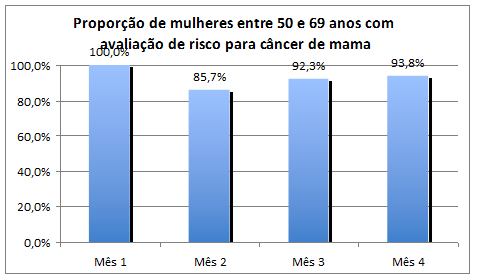 Proporção de mulheres entre 50 e 69 anos com
avaliação de risco para câncer de mama
100,0%
85,7%
92,3%
93,8%
100,0%
80,0%
60,0%
40,0%
20,0%
0,0%
Mês 1
Mês 2
Mês 3
Mês 4